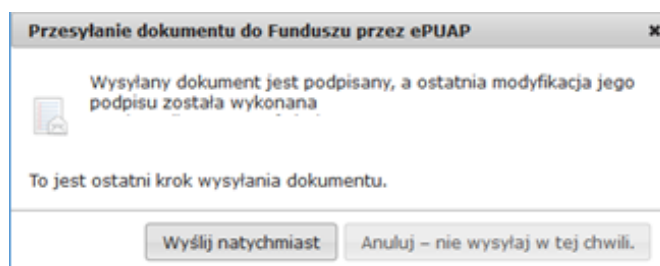 Przesyłanie dokumentu do Funduszu przez ePUAP
Wysyłany dokument jest podpisany, a ostatnia modyfikacja jego
podpisu została wykonana
To jest ostatni krok wysyłania dokumentu.
Wyślij natychmiast
Anuluj – nie wysyłaj w tej chwili.